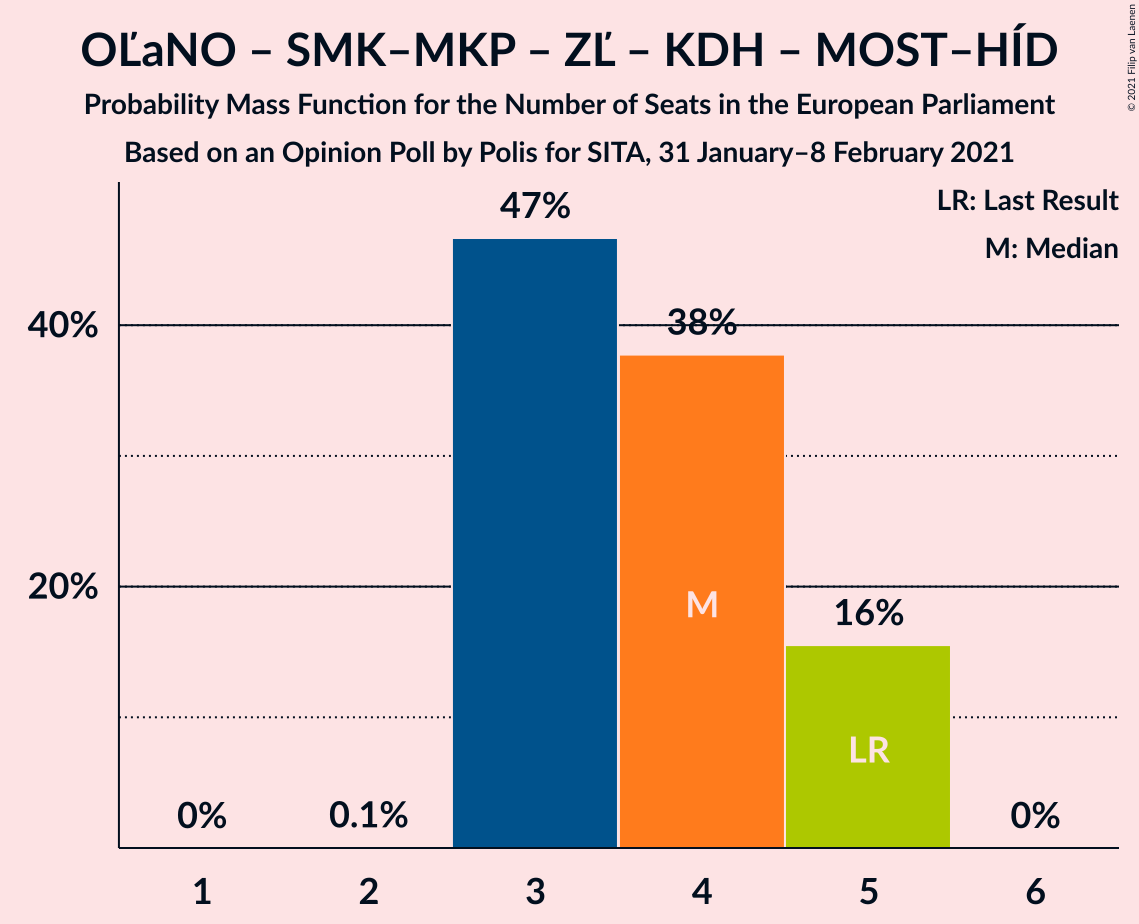 OĽaNO – SMK–MKP – ZĽ – KDH – MOST–HÍD
Probability Mass Function for the Number of Seats in the European Parliament
Based on an Opinion Poll by Polis for SITA, 31 January–8 February 2021
© 2021 Filip van Laenen
LR: Last Result
M: Median
47%
40%
38%
20%
M
16%
LR
0%
0.1%
0%
1
2
3
4
5
6